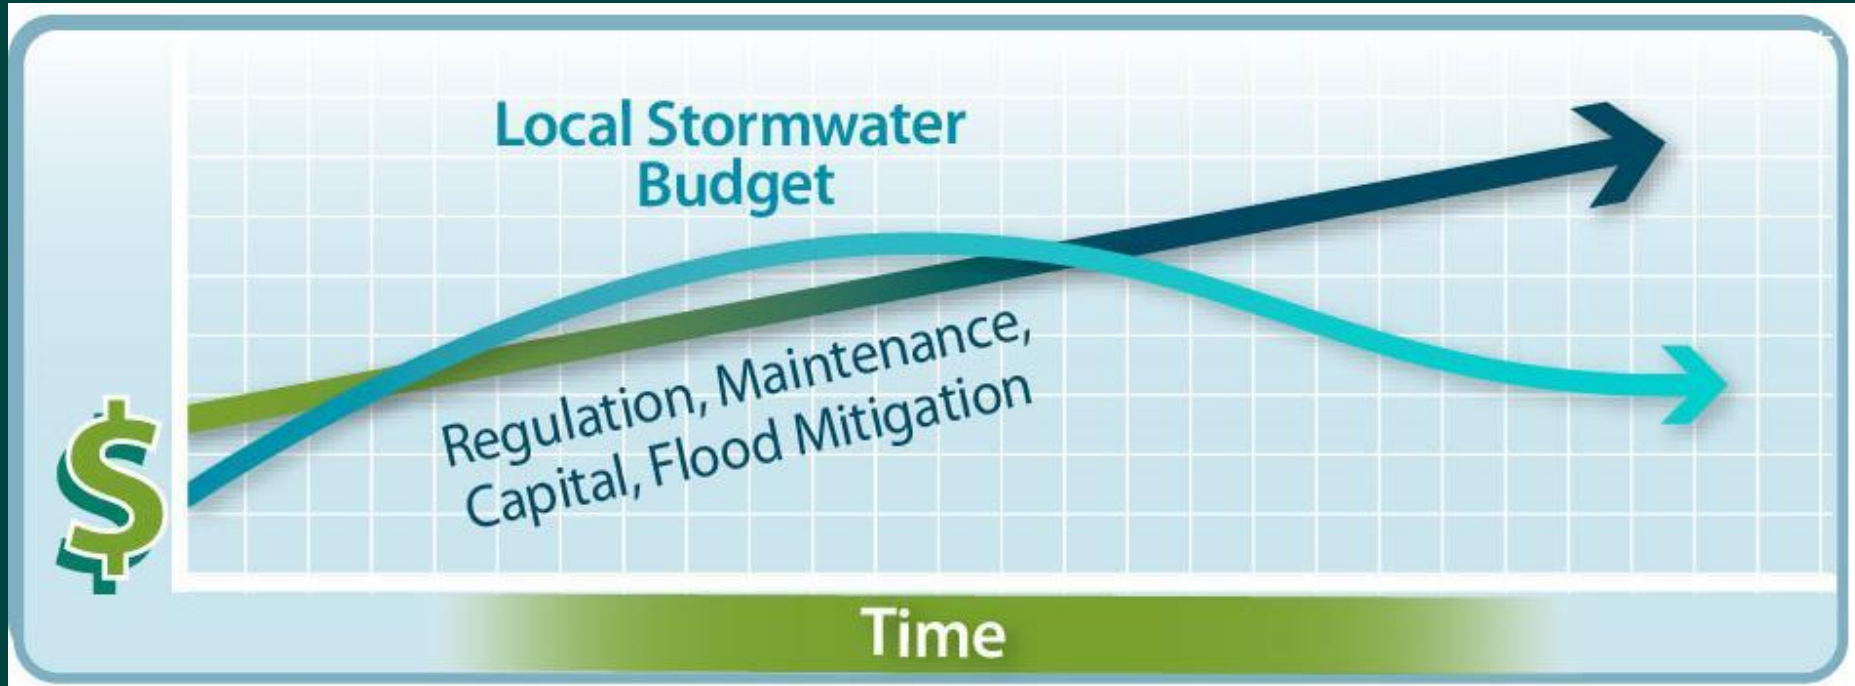 Local Stormwater
Budget
Regulation, Maintenance,
Capital, Flood Mitigation
$
Time